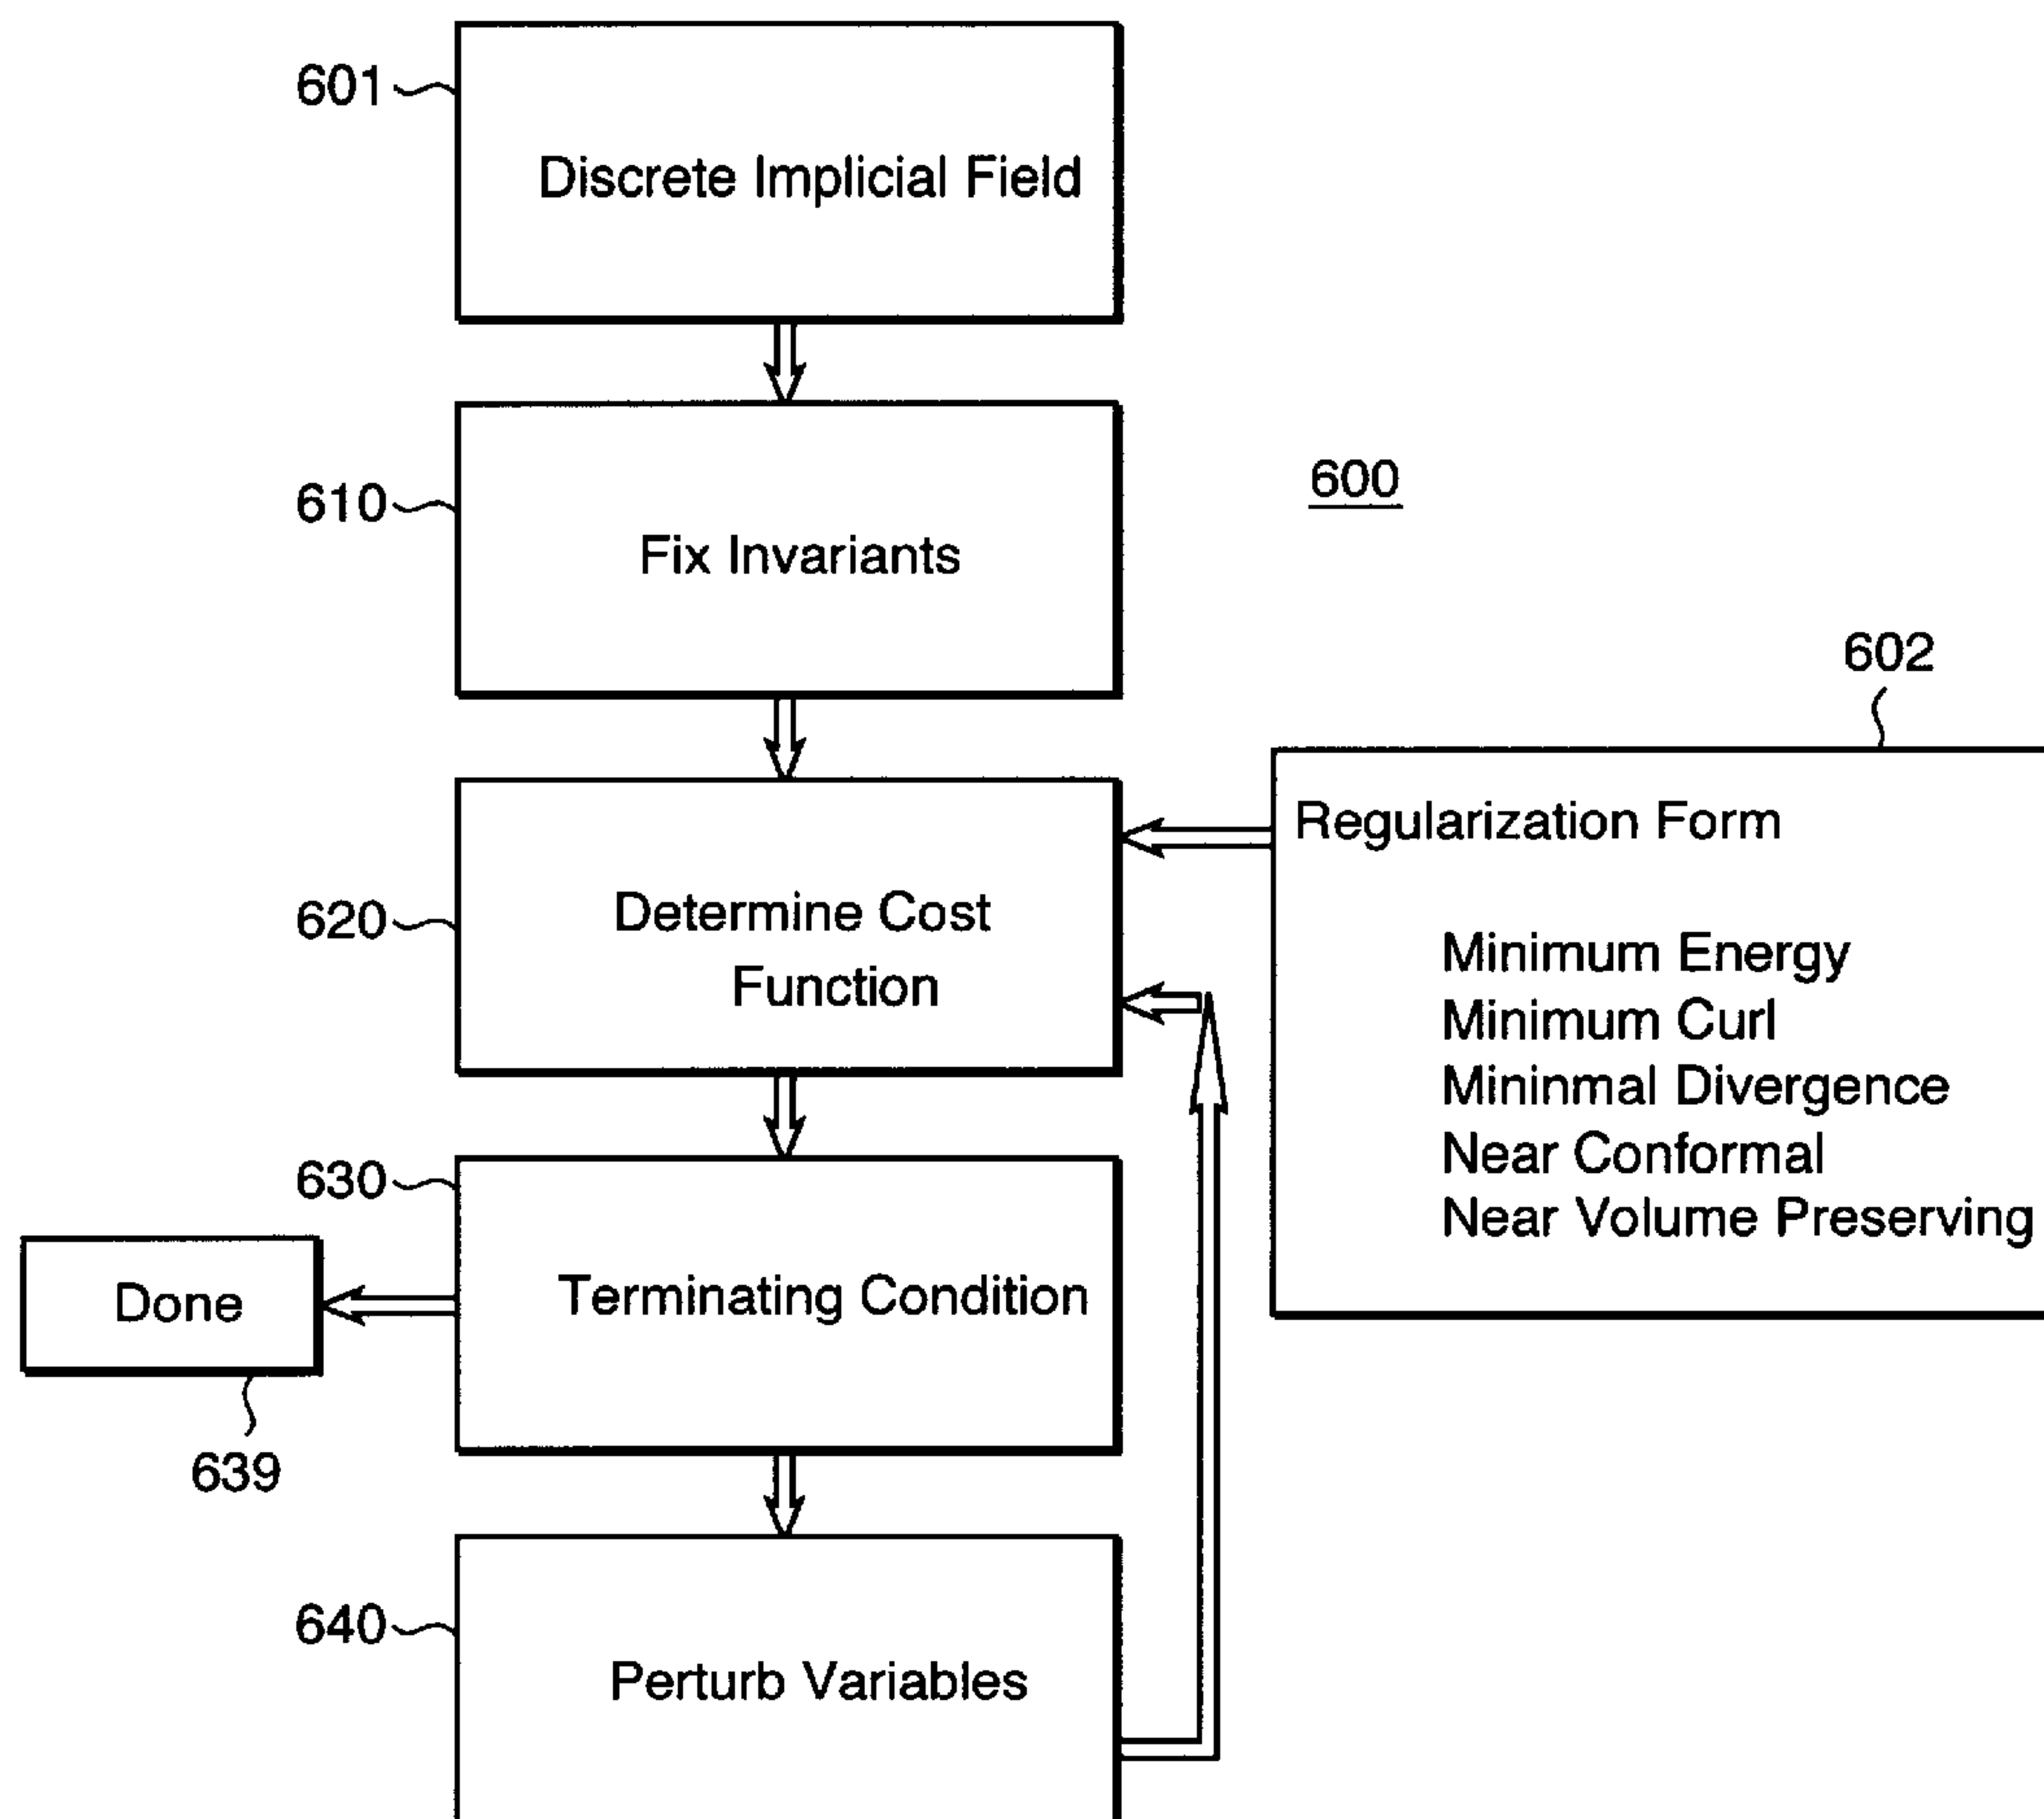 601
Discrete Implicial Field
610
Fix Invariants
600
602
620
Determine Cost
Function
Regularization Form
Minimum Energy
Minimum Curl
Mininmal Divergence
Near Conformal
Near Volume Preserving
630
Terminating Condition
Done
639
640
Perturb Variables